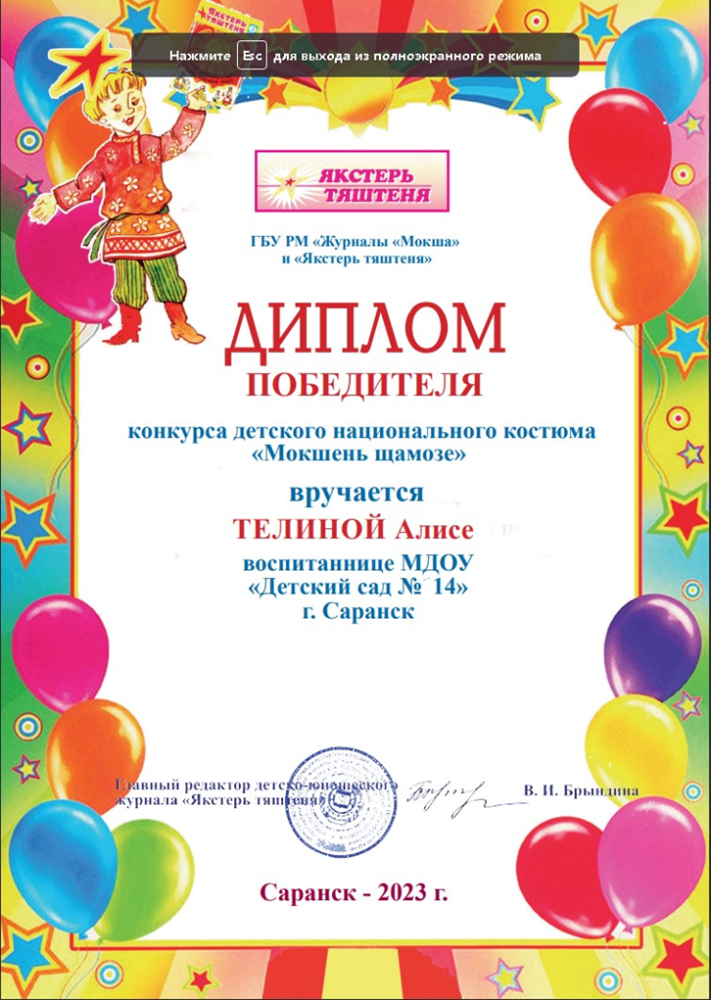 ЯКСТЕРЬ
ТЯШТЕНЯ
Нажмите Esc для выхода из полноэкранного режима
ЯКСТЕРЬ
ТЯШТЕНЯ
ГБУ РМ «Журналы «Мокша»
и «Якстерь тяштеня»
ДИПЛОМ
ПОБЕДИТЕЛЯ
конкурса детского национального костюма
«Мокшень щамозе»
вручается
ТЕЛИНОЙ Алисе
воспитаннице МДОУ
«Детский сад № 14»
г. Саранск
Главный редактор детско-юношеского
журнала «Якстерь тяштеня»
В. И. Брындина
Саранск - 2023 г.